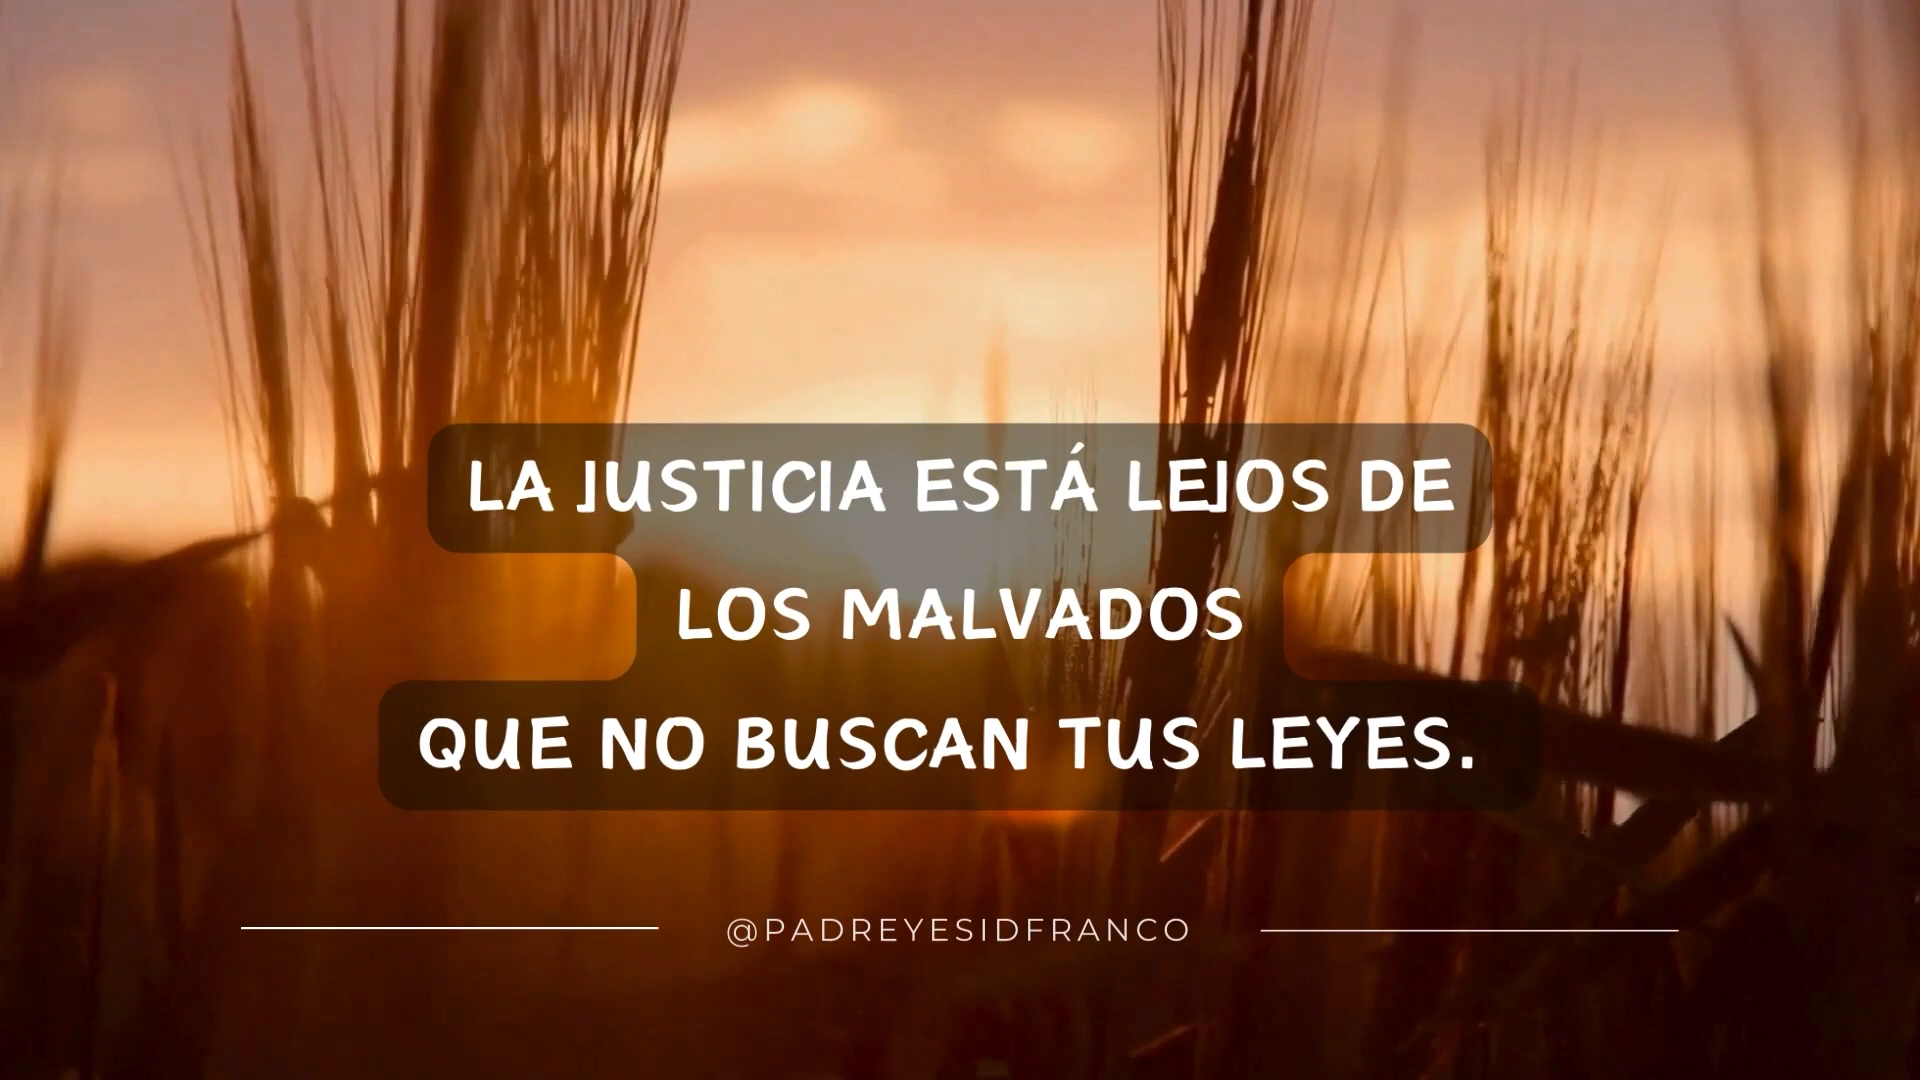 LA JUSTICIA ESTÁ LEJOS DE
LOS MALVADOS
QUE NO BUSCAN TUS LEYES.
@PADREYESIDFRANCO